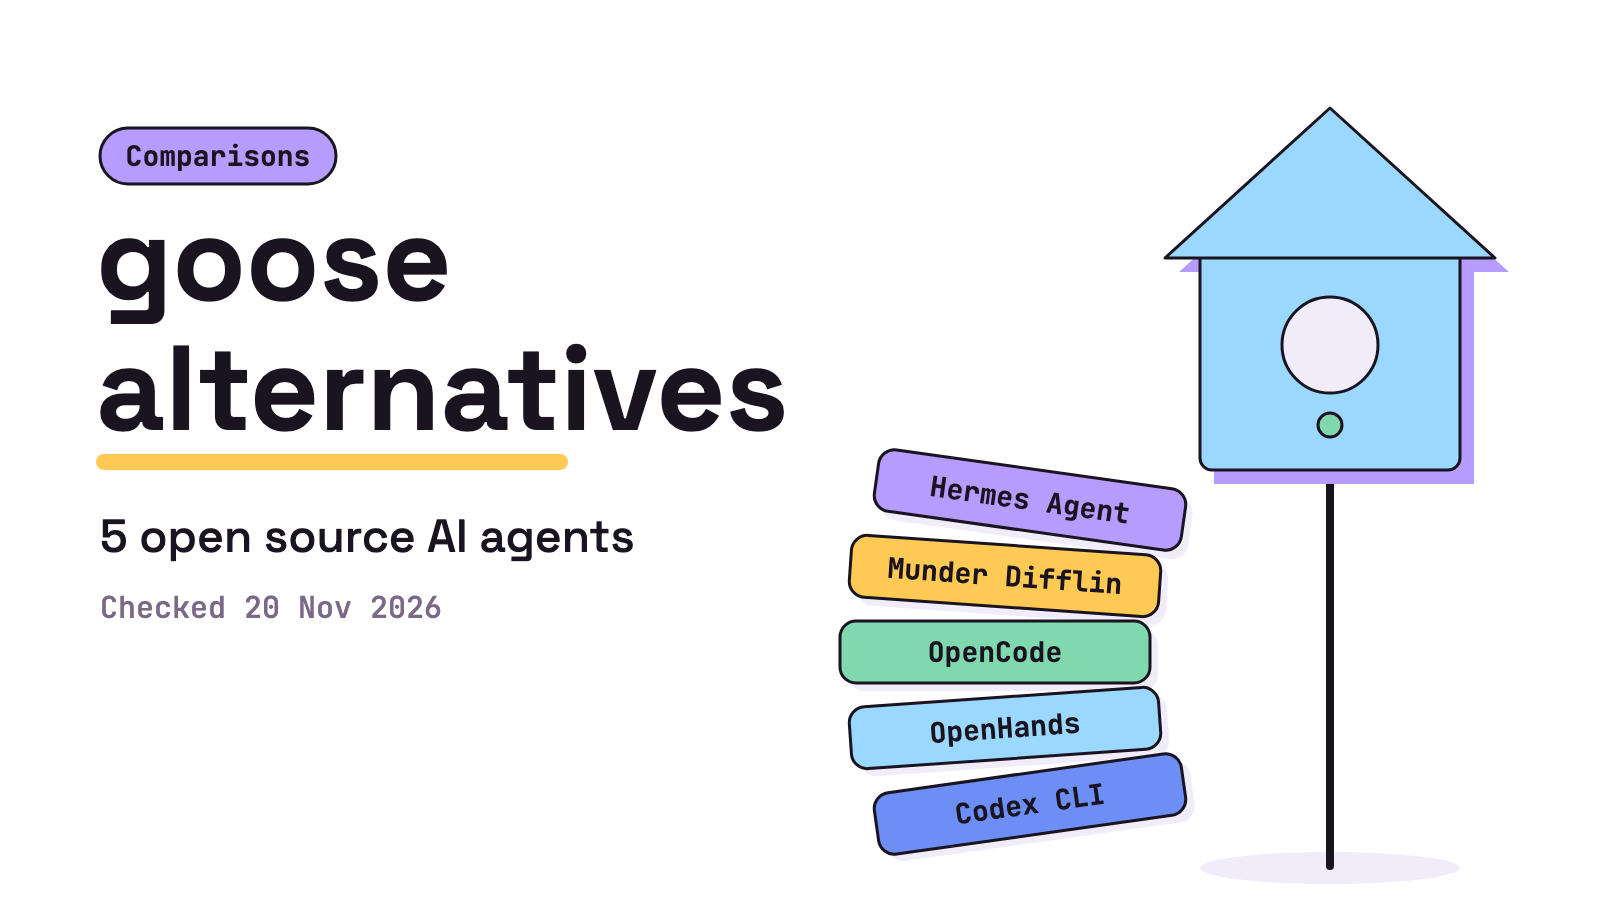 Comparisons
goose
alternatives
5 open source AI agents
Checked 20 Nov 2026
Hermes Agent
Munder Difflin
OpenCode
OpenHands
Codex CLI